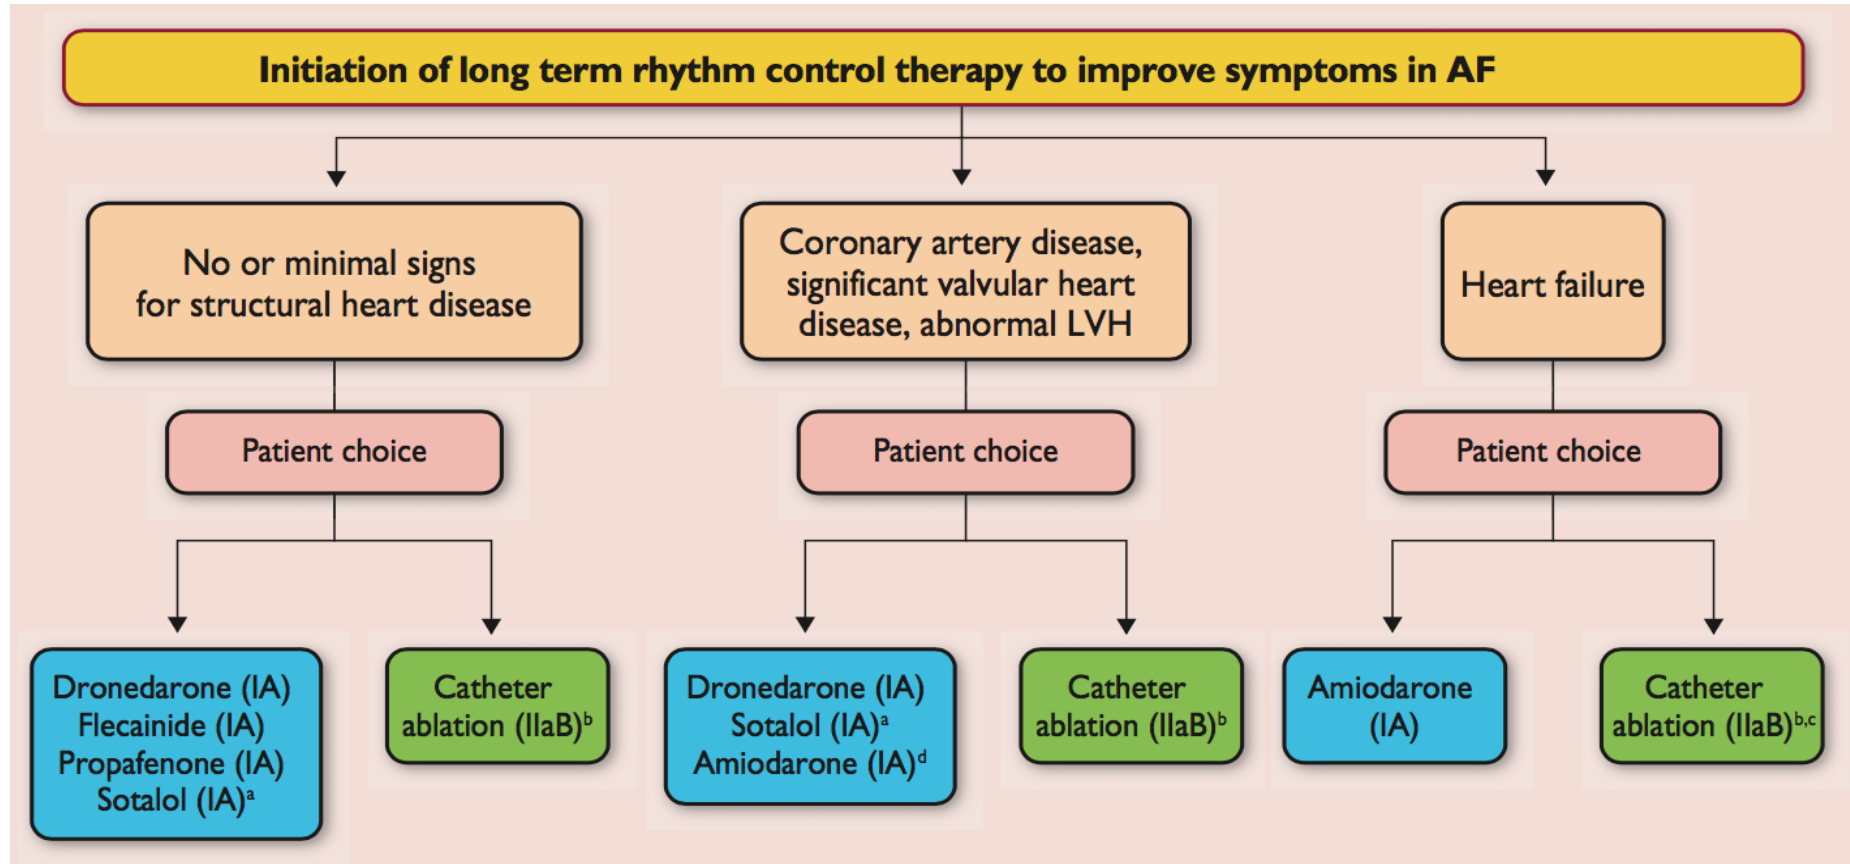 Initiation of long term rhythm control therapy to improve symptoms in AF
No or minimal signs
for structural heart disease
Coronary artery disease,
significant valvular heart
disease, abnormal LVH
Heart failure
Patient choice
Patient choice
Patient choice
Dronedarone (IA)
Flecainide (IA)
Propafenone (IA)
Sotalol (IA)ᵃ
Catheter
ablation (IIaB)ᵇ
Dronedarone (IA)
Sotalol (IA)ᵃ
Amiodarone (IA)ᵈ
Catheter
ablation (IIaB)ᵇ
Amiodarone
(IA)
Catheter
ablation (IIaB)ᵇ,ᶜ